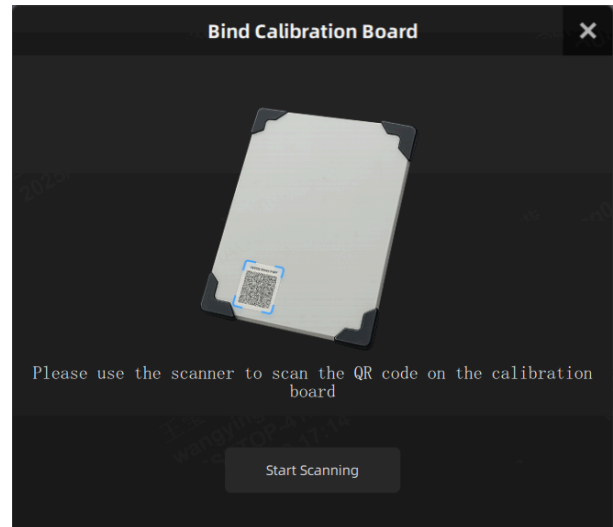 Bind Calibration Board
Please use the scanner to scan the QR code on the calibration
board
Start Scanning